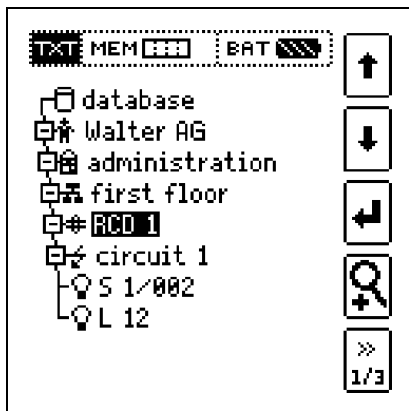 TXT MEM BAT
database
Walter AG
administration
first floor
RCD 1
circuit 1
S 1/002
L 12
»
1/3